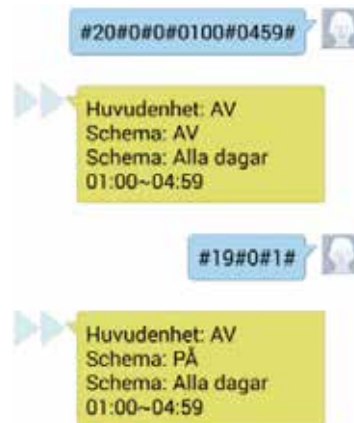 #20#0#0#0100#0459#
Huvudenhet: AV
Schema: AV
Schema: Alla dagar
01:00~04:59
#19#0#1#
Huvudenhet: AV
Schema: PÅ
Schema: Alla dagar
01:00~04:59